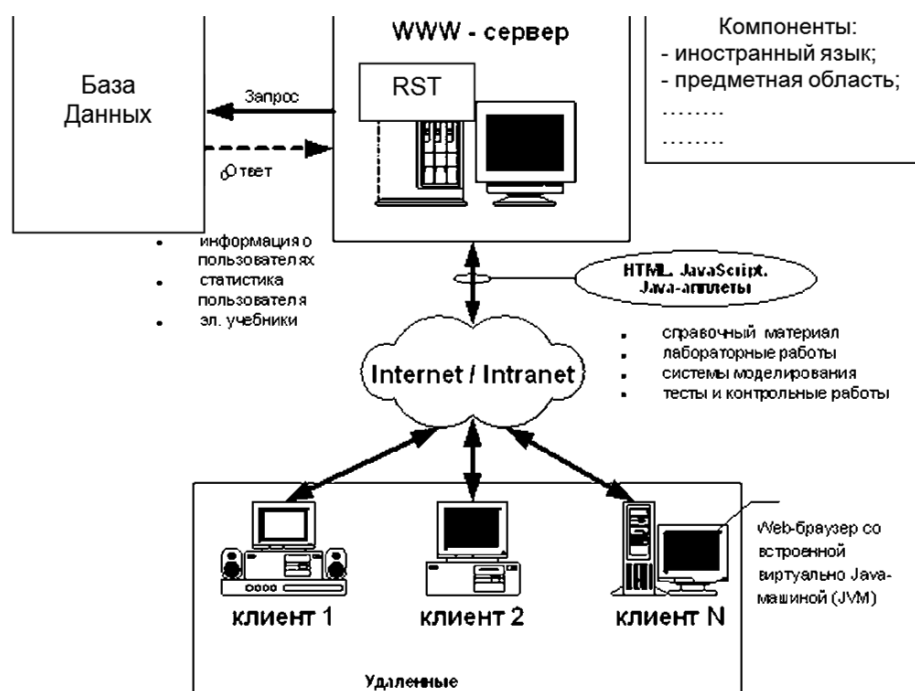 База
Данных
Запрос
Ответ
WWW - сервер
RST
Компоненты:
- иностранный язык;
- предметная область;
........
........
• информация о
пользователях
• статистика
пользователя
• эл. учебники
HTML, JavaScript,
Java-апплеты
• справочный материал
• лабораторные работы
• системы моделирования
• тесты и контрольные работы
Internet / Intranet
клиент 1
клиент 2
клиент N
Web-браузер со
встроенной
виртуально Java-
машиной (JVM)
Удаленные